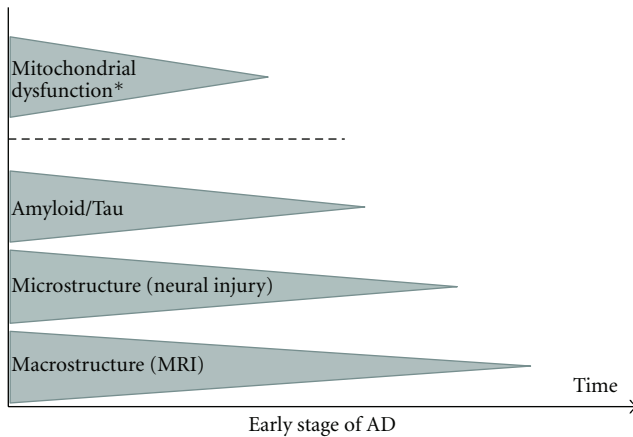 Mitochondrial
dysfunction*
Amyloid/Tau
Microstructure (neural injury)
Macrostructure (MRI)
Time
Early stage of AD